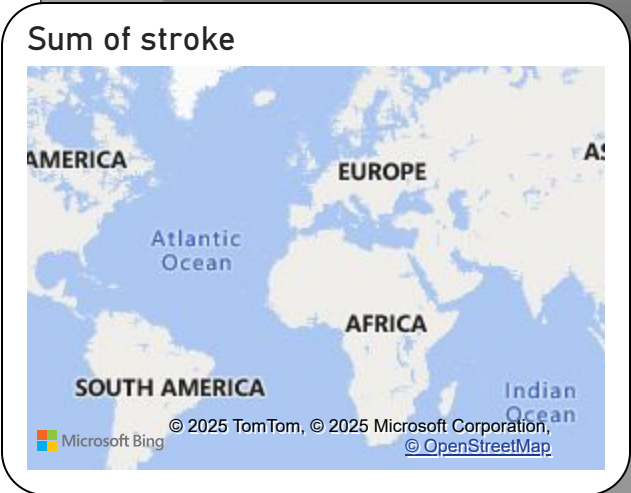 Sum of stroke
AMERICA
EUROPE
AS
Atlantic
Ocean
AFRICA
SOUTH AMERICA
Indian
Ocean
© 2025 TomTom, © 2025 Microsoft Corporation,
Microsoft Bing
© OpenStreetMap